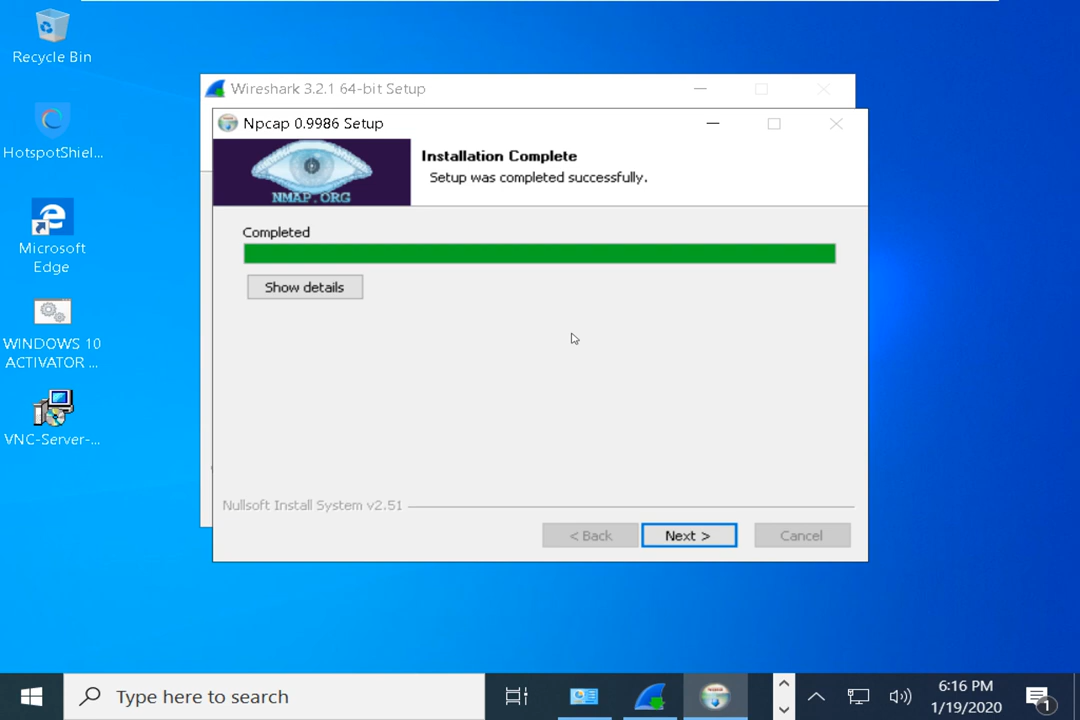 Recycle Bin
HotspotShiel...
Microsoft
Edge
WINDOWS 10
ACTIVATOR ...
VNC-Server-...
Wireshark 3.2.1 64-bit Setup
Npcap 0.9986 Setup
NMAP.ORG
Installation Complete
Setup was completed successfully.
Completed
Show details
Nullsoft Install System v2.51
< Back
Next >
Cancel
Type here to search
6:16 PM
1/19/2020
1